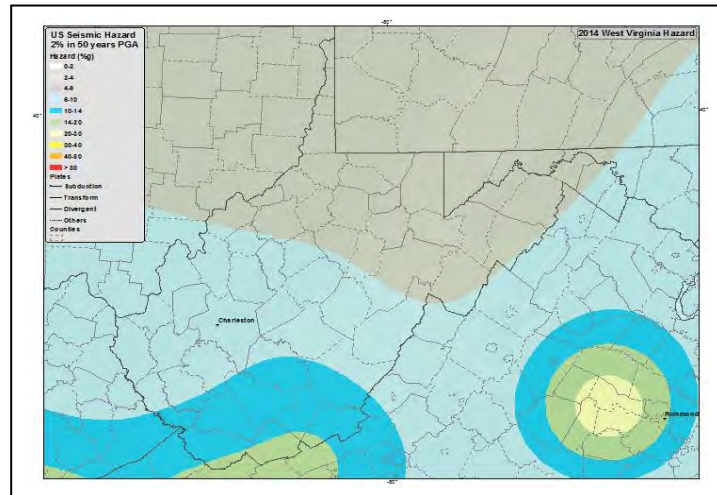 US Seismic Hazard
2% in 50 years PGA
Hazard (%g)
0-2
2-4
4-6
6-10
10-14
14-20
20-30
30-40
40-80
> 80
Plates
Subduction
Transform
Divergent
Others
Counties
2014 West Virginia Hazard
Charleston
Richmond